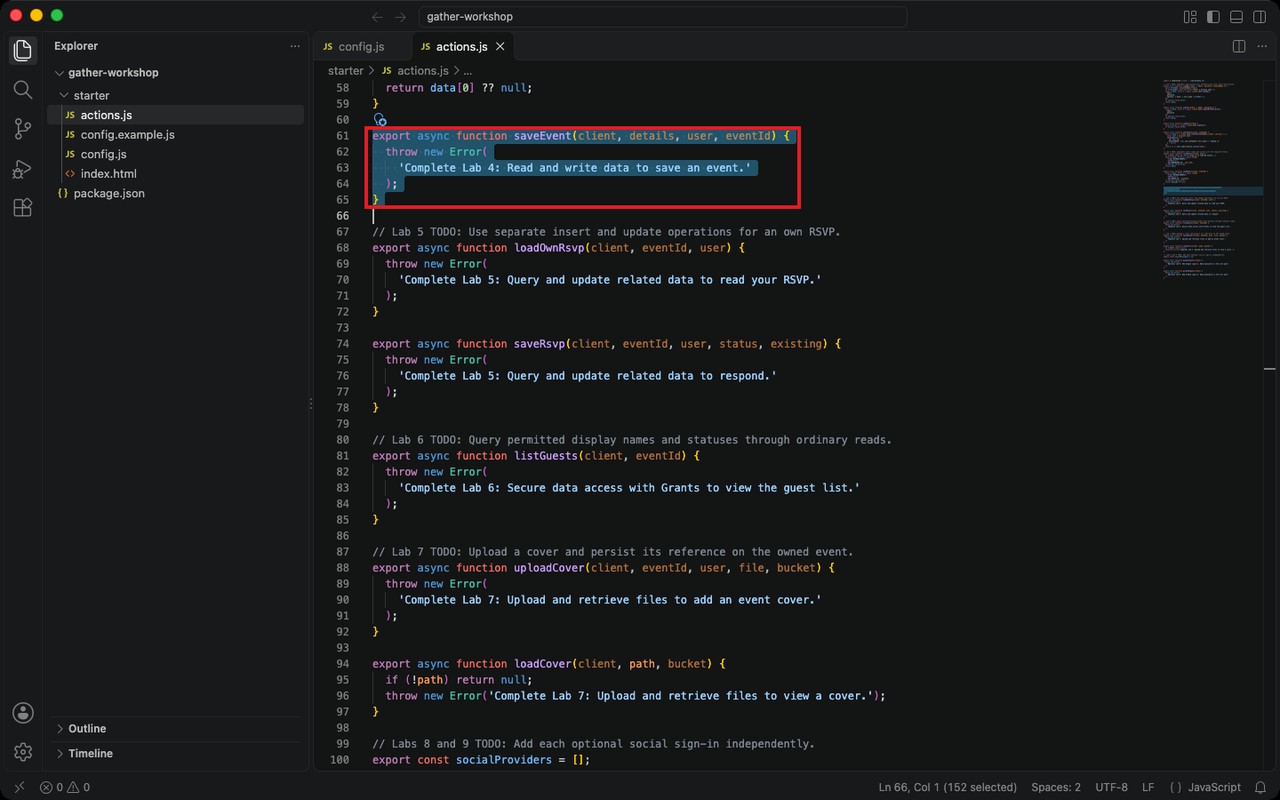 gather-workshop
Explorer
gather-workshop
starter
JS actions.js
JS config.example.js
JS config.js
<> index.html
{} package.json
Outline
Timeline
JS config.js
JS actions.js
starter > JS actions.js > ...
58 return data[0] ?? null;
59 }
60
61 export async function saveEvent(client, details, user, eventId) {
62 throw new Error(
63 'Complete Lab 4: Read and write data to save an event.'
64 );
65 }
66
67 // Lab 5 TODO: Use separate insert and update operations for an own RSVP.
68 export async function loadOwnRsvp(client, eventId, user) {
69 throw new Error(
70 'Complete Lab 5: Query and update related data to read your RSVP.'
71 );
72 }
73
74 export async function saveRsvp(client, eventId, user, status, existing) {
75 throw new Error(
76 'Complete Lab 5: Query and update related data to respond.'
77 );
78 }
79
80 // Lab 6 TODO: Query permitted display names and statuses through ordinary reads.
81 export async function listGuests(client, eventId) {
82 throw new Error(
83 'Complete Lab 6: Secure data access with Grants to view the guest list.'
84 );
85 }
86
87 // Lab 7 TODO: Upload a cover and persist its reference on the owned event.
88 export async function uploadCover(client, eventId, user, file, bucket) {
89 throw new Error(
90 'Complete Lab 7: Upload and retrieve files to add an event cover.'
91 );
92 }
93
94 export async function loadCover(client, path, bucket) {
95 if (!path) return null;
96 throw new Error('Complete Lab 7: Upload and retrieve files to view a cover.');
97 }
98
99 // Labs 8 and 9 TODO: Add each optional social sign-in independently.
100 export const socialProviders = [];
0 0
Ln 66, Col 1 (152 selected) Spaces: 2 UTF-8 LF {} JavaScript